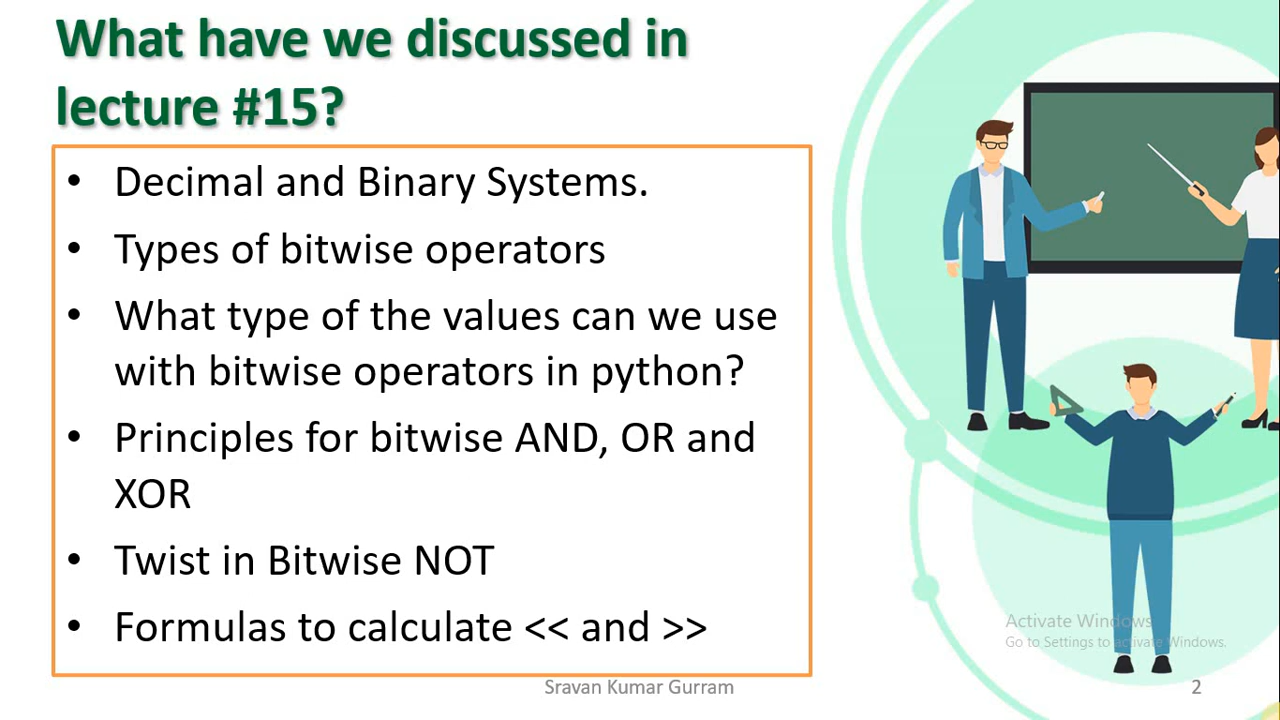 What have we discussed in
lecture #15?
• Decimal and Binary Systems.
• Types of bitwise operators
• What type of the values can we use
with bitwise operators in python?
• Principles for bitwise AND, OR and
XOR
• Twist in Bitwise NOT
• Formulas to calculate << and >>
Activate Windows
Go to Settings to activate Windows.
Sravan Kumar Gurram
2